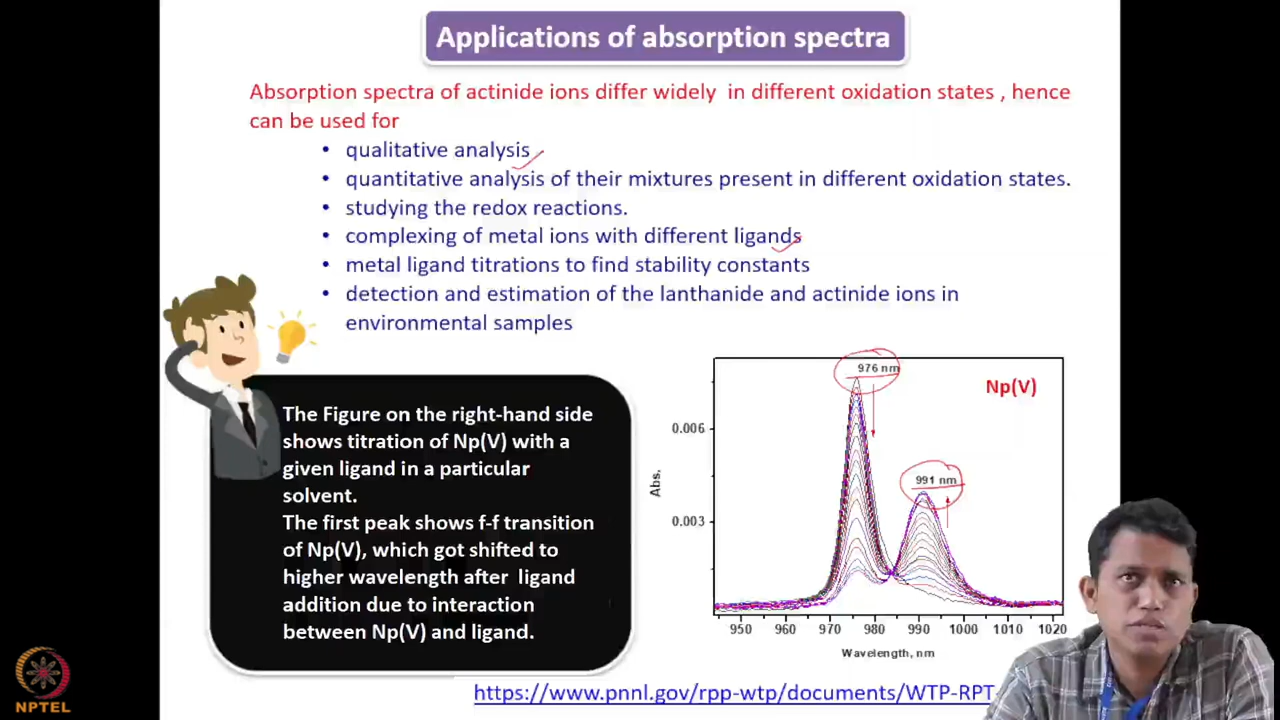 Applications of absorption spectra
Absorption spectra of actinide ions differ widely in different oxidation states , hence
can be used for
• qualitative analysis
• quantitative analysis of their mixtures present in different oxidation states.
• studying the redox reactions.
• complexing of metal ions with different ligands
• metal ligand titrations to find stability constants
• detection and estimation of the lanthanide and actinide ions in
environmental samples
The Figure on the right-hand side
shows titration of Np(V) with a
given ligand in a particular
solvent.
The first peak shows f-f transition
of Np(V), which got shifted to
higher wavelength after ligand
addition due to interaction
between Np(V) and ligand.
976 nm
Np(V)
991 nm
0.006
0.003
Abs.
950 960 970 980 990 1000 1010 1020
Wavelength, nm
https://www.pnnl.gov/rpp-wtp/documents/WTP-RPT-
NPTEL